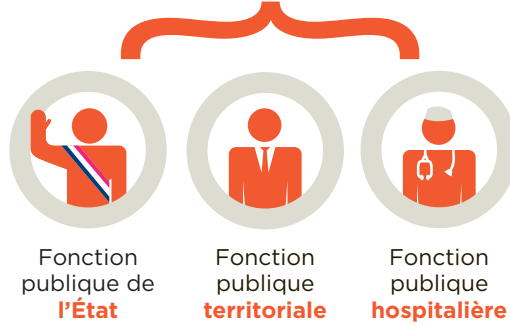 Fonction
publique de
l'État
Fonction
publique
territoriale
Fonction
publique
hospitalière